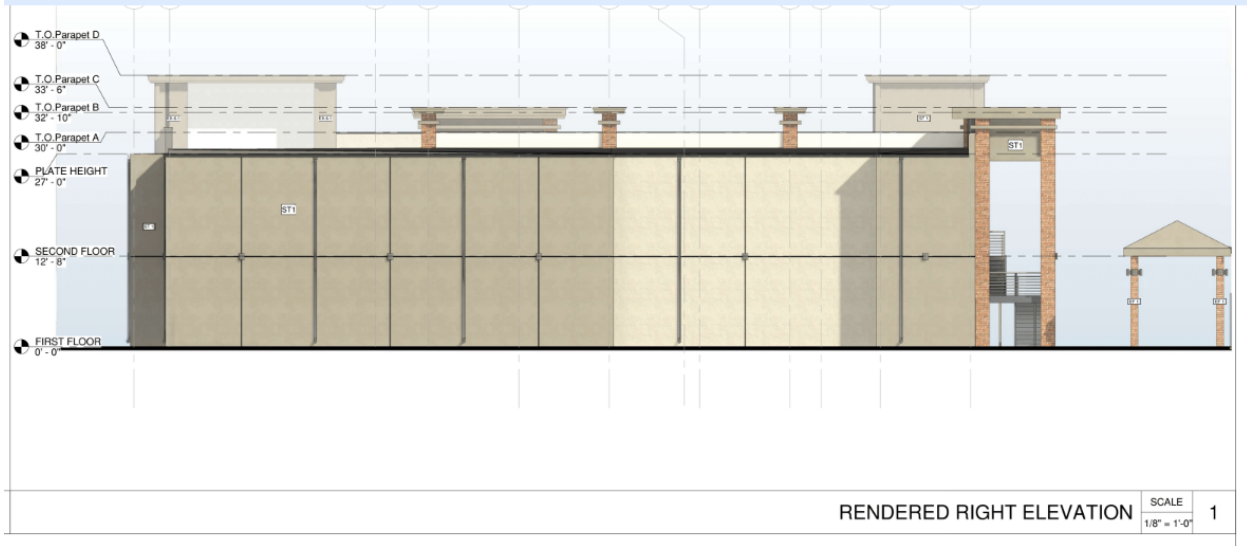 T.O.Parapet D
38' - 0"
T.O.Parapet C
33' - 6"
T.O.Parapet B
32' - 10"
T.O.Parapet A
30' - 0"
PLATE HEIGHT
27' - 0"
SECOND FLOOR
12' - 8"
FIRST FLOOR
0' - 0"
ST1
ST1
RENDERED RIGHT ELEVATION
SCALE
1/8" = 1'-0"
1